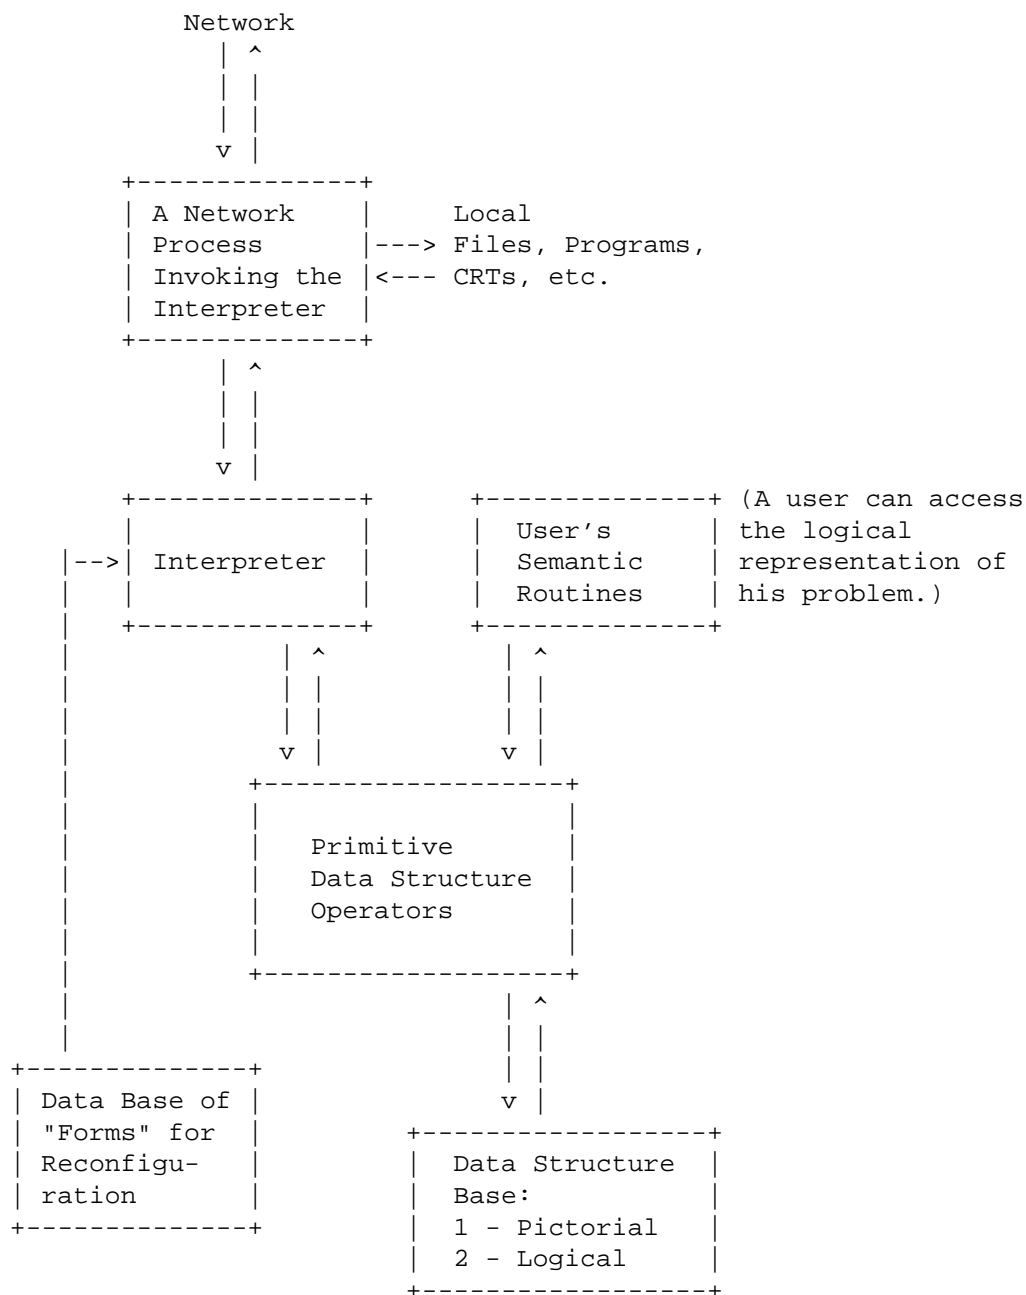 Network
A Network
Process
Invoking the
Interpreter
Local
Files, Programs,
CRTs, etc.
Interpreter
User's
Semantic
Routines
(A user can access
the logical
representation of
his problem.)
Primitive
Data Structure
Operators
Data Base of
"Forms" for
Reconfigu-
ration
Data Structure
Base:
1 - Pictorial
2 - Logical